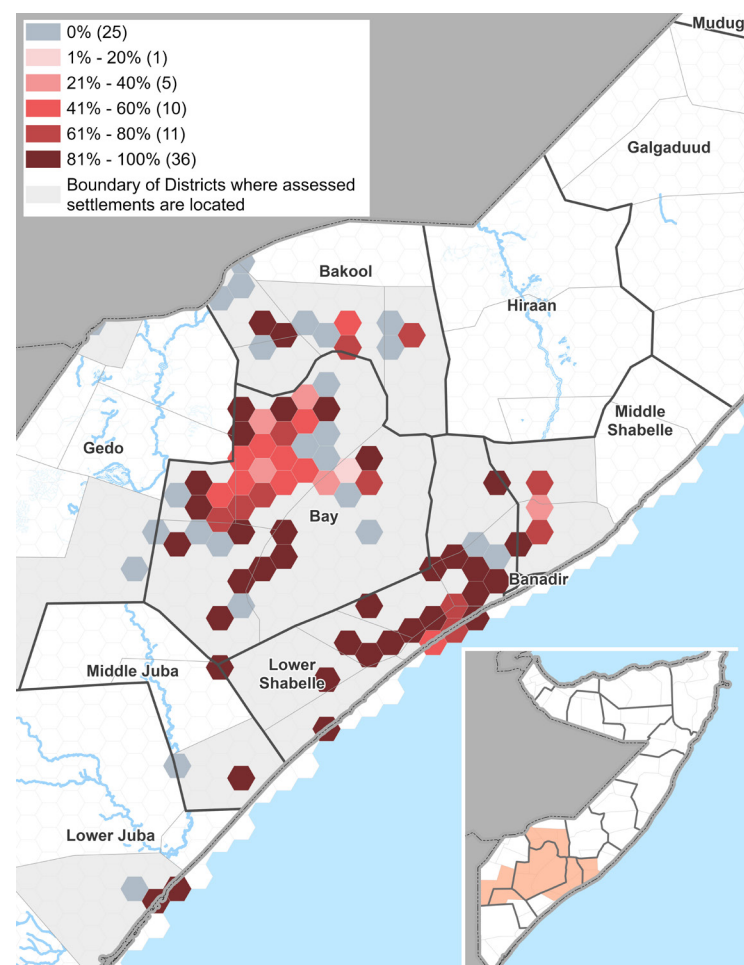 0% (25)
1% - 20% (1)
21% - 40% (5)
41% - 60% (10)
61% - 80% (11)
81% - 100% (36)
Boundary of Districts where assessed
settlements are located
Mudug
Galgaduud
Bakool
Hiraan
Middle
Shabelle
Gedo
Bay
Banadir
Middle Juba
Lower
Shabelle
Lower Juba